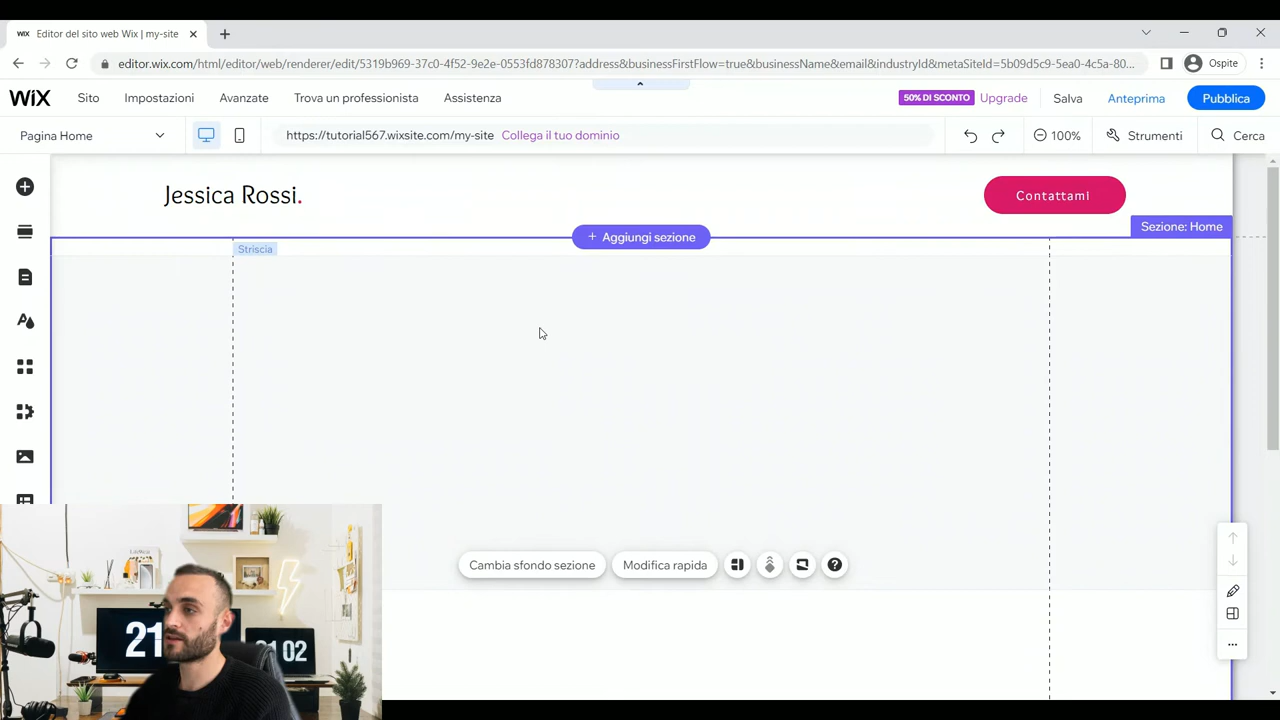 WiX Editor del sito web Wix | my-site
editor.wix.com/html/editor/web/renderer/edit/5319b969-37c0-4f52-9e2e-0553fd878307?address&businessFirstFlow=true&businessName&email&industryId&metaSiteId=5b09d5c9-5ea0-4c5a-80...
Ospite
WiX Sito Impostazioni Avanzate Trova un professionista Assistenza 50% DI SCONTO Upgrade Salva Anteprima Pubblica
Pagina Home https://tutorial567.wixsite.com/my-site Collega il tuo dominio 100% Strumenti Cerca
Jessica Rossi. Contattami
Sezione: Home
+ Aggiungi sezione
Striscia
Cambia sfondo sezione Modifica rapida ?